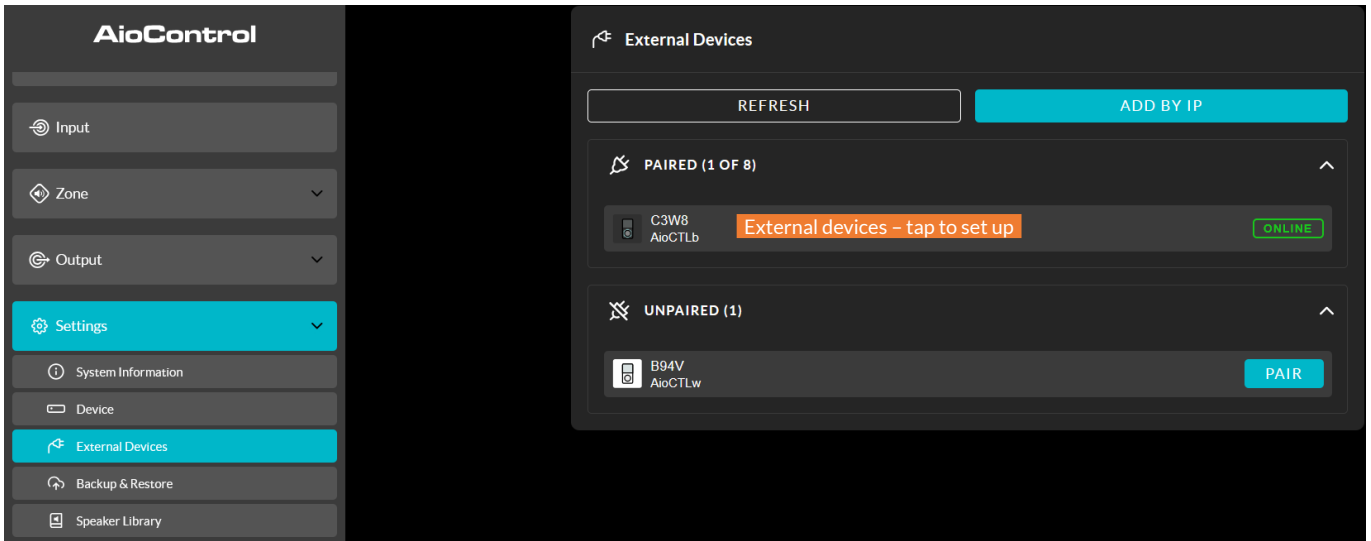 AioControl
Input
Zone
Output
Settings
System Information
Device
External Devices
Backup & Restore
Speaker Library
External Devices
REFRESH
ADD BY IP
PAIRED (1 OF 8)
C3W8
AioCTLb
External devices – tap to set up
ONLINE
UNPAIRED (1)
B94V
AioCTLw
PAIR